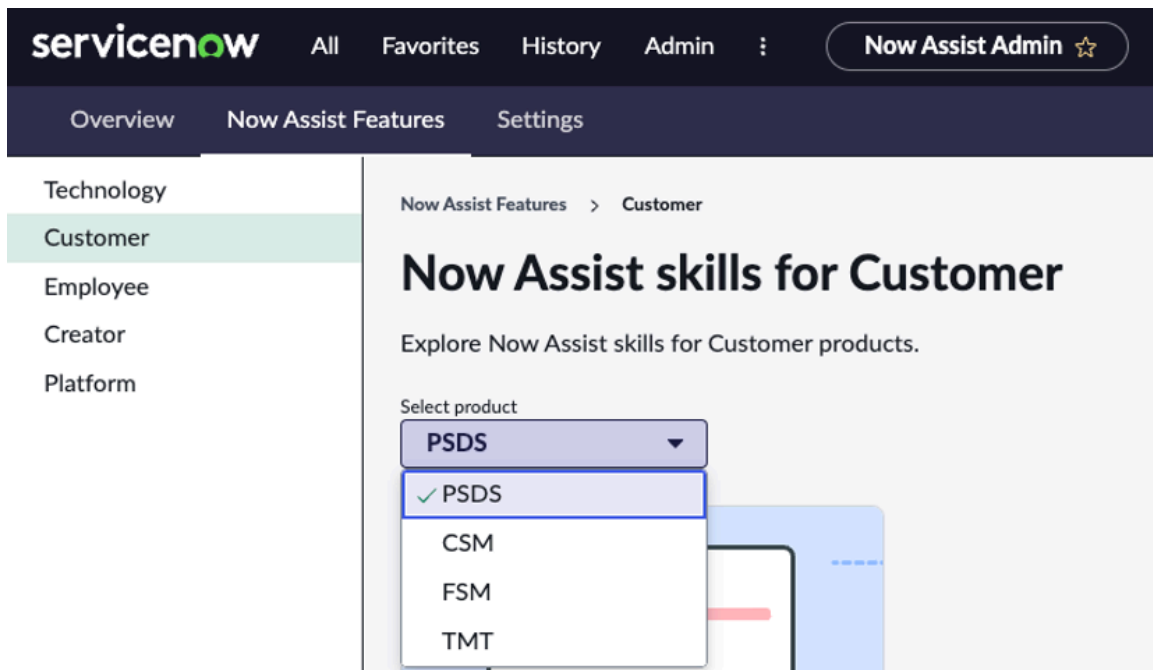 servicenow All Favorites History Admin Now Assist Admin
Overview Now Assist Features Settings
Technology
Customer
Employee
Creator
Platform
Now Assist Features > Customer
Now Assist skills for Customer
Explore Now Assist skills for Customer products.
Select product
PSDS
PSDS
CSM
FSM
TMT